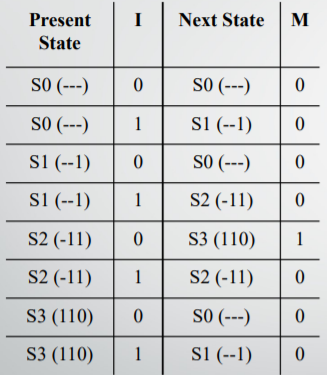 Present State I Next State M
S0 (---) 0 S0 (---) 0
S0 (---) 1 S1 (--1) 0
S1 (--1) 0 S0 (---) 0
S1 (--1) 1 S2 (-11) 0
S2 (-11) 0 S3 (110) 1
S2 (-11) 1 S2 (-11) 0
S3 (110) 0 S0 (---) 0
S3 (110) 1 S1 (--1) 0